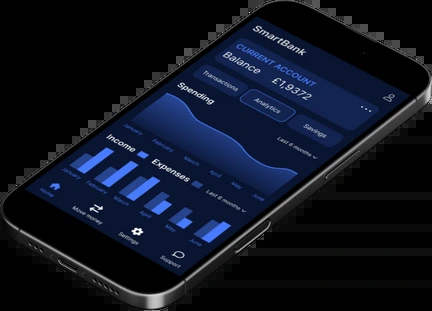 SmartBank
CURRENT ACCOUNT
Balance £1,9372
Transactions Analytics Savings
Spending
Last 6 months
January February March April May June
Income Expenses
Last 6 months
January February March April May June
Home Move money Settings Support